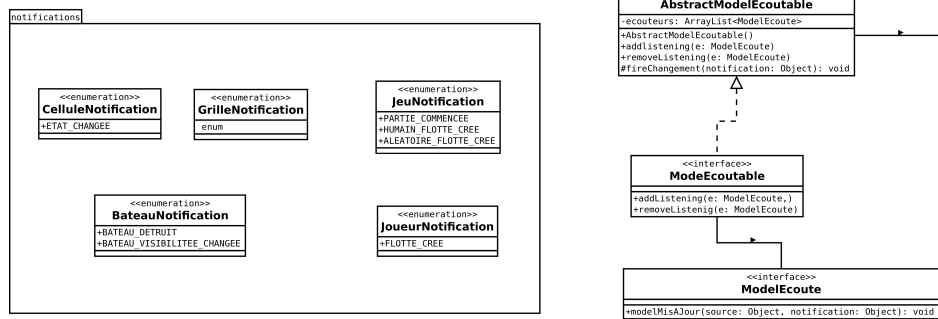 notifications
<<enumeration>>
CelluleNotification
+ETAT_CHANGEE
<<enumeration>>
GrilleNotification
enum
<<enumeration>>
JeuNotification
+PARTIE_COMMENCEE
+HUMAIN_FLOTTE_CREE
+ALEATOIRE_FLOTTE_CREE
<<enumeration>>
BateauNotification
+BATEAU_DETRUIT
+BATEAU_VISIBILITEE_CHANGEE
<<enumeration>>
JoueurNotification
+FLOTTE_CREE
AbstractModelEcoutable
-ecouteurs: ArrayList<ModelEcoute>
+AbstractModelEcoutable()
+addlistening(e: ModelEcoute)
+removeListening(e: ModelEcoute)
#fireChangement(notification: Object): void
<<interface>>
ModeEcoutable
+addListening(e: ModelEcoute,)
+removeListenig(e: ModelEcoute)
<<interface>>
ModelEcoute
+modelMisAJour(source: Object, notification: Object): void